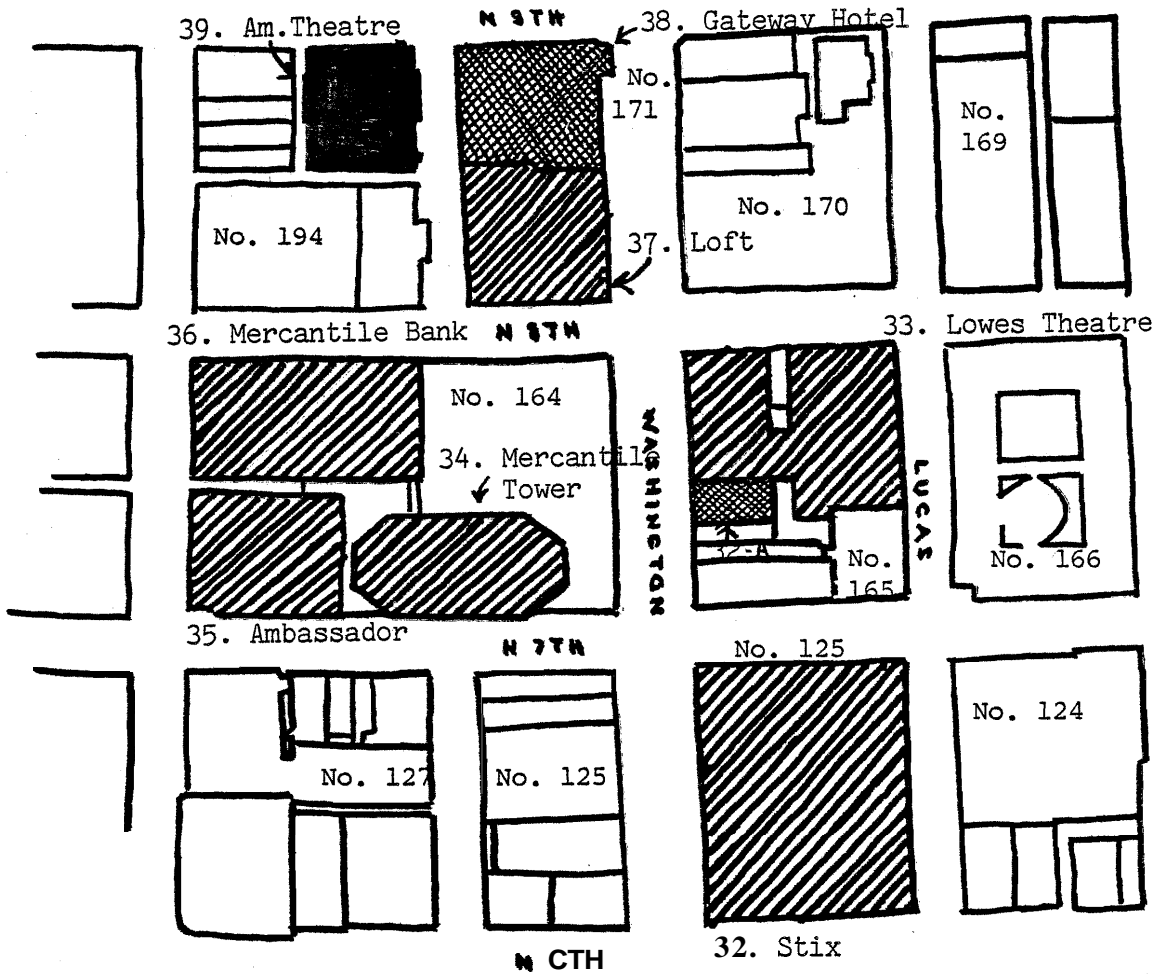 39. Am.Theatre
N 9TH
38. Gateway Hotel
No.
171
No.
169
No. 170
No. 194
37. Loft
36. Mercantile Bank
N 8TH
33. Lowes Theatre
No. 164
34. Mercantile
Tower
WASHINGTON
LUCAS
32-A
No.
165
No. 166
35. Ambassador
N 7TH
No. 125
No. 124
No. 127
No. 125
32. Stix
N CTH